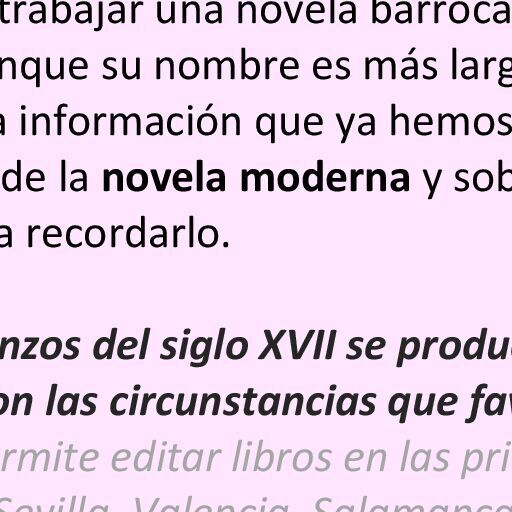 trabajar una novela barroca
nque su nombre es más larg
a información que ya hemos
de la novela moderna y sob
a recordarlo.
nzos del siglo XVII se produ
on las circunstancias que fav
rmite editar libros en las pri
Sevilla, Valencia, Salamanca